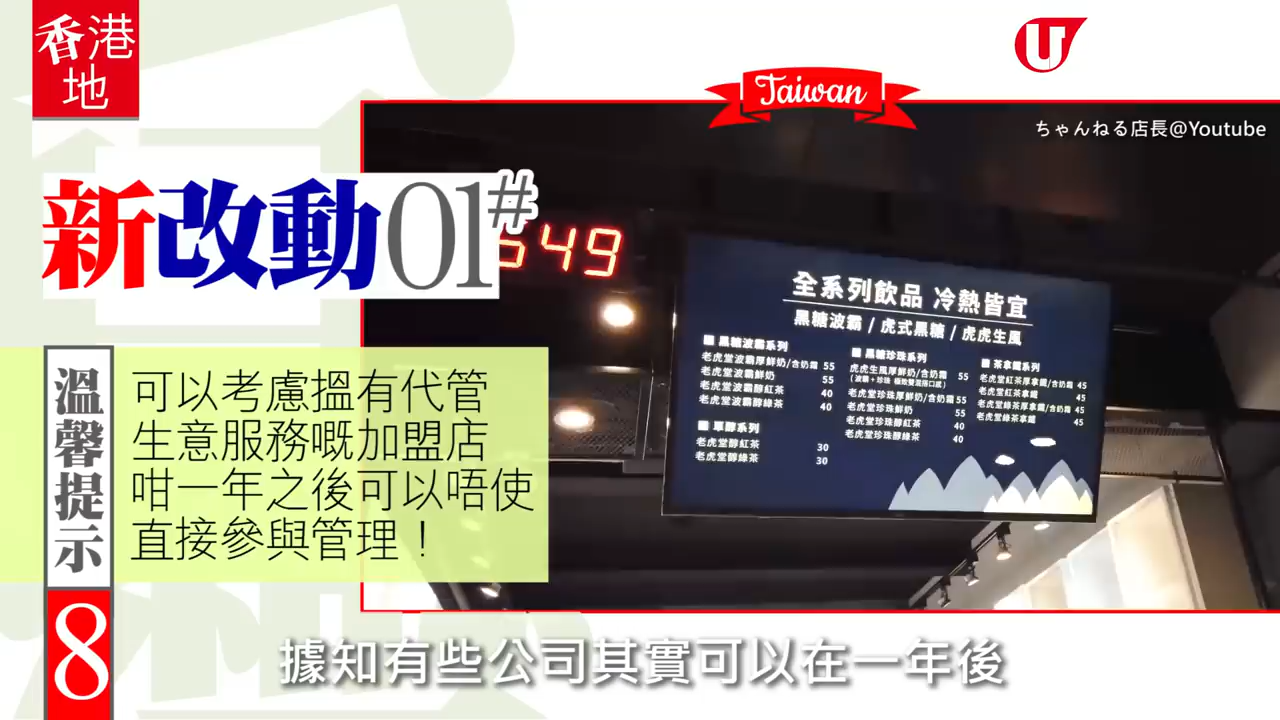 香港
地
U
Taiwan
ちゃんねる店長@Youtube
新改動01#
649
溫馨提示
8
可以考慮搵有代管
生意服務嘅加盟店
咁一年之後可以唔使
直接參與管理！
全系列飲品 冷熱皆宜
黑糖波霸 / 虎式黑糖 / 虎虎生風
黑糖波霸系列
老虎堂波霸厚鮮奶/含奶霜 55
老虎堂波霸鮮奶 55
老虎堂波霸醇紅茶 40
老虎堂波霸醇綠茶 40
單醇系列
老虎堂醇紅茶 30
老虎堂醇綠茶 30
黑糖珍珠系列
虎虎生風厚鮮奶/含奶霜 55
(波霸+珍珠 極致雙混搭口感)
老虎堂珍珠厚鮮奶/含奶霜 55
老虎堂珍珠鮮奶 55
老虎堂珍珠醇紅茶 40
老虎堂珍珠醇綠茶 40
茶拿鐵系列
老虎堂紅茶厚拿鐵/含奶霜 45
老虎堂紅茶拿鐵 45
老虎堂綠茶厚拿鐵/含奶霜 45
老虎堂綠茶拿鐵 45
據知有些公司其實可以在一年後